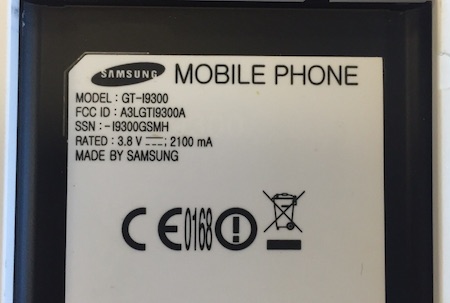 SAMSUNG MOBILE PHONE
MODEL : GT-I9300
FCC ID : A3LGTI9300A
SSN : -I9300GSMH
RATED : 3.8 V ⎓; 2100 mA
MADE BY SAMSUNG
CE0168